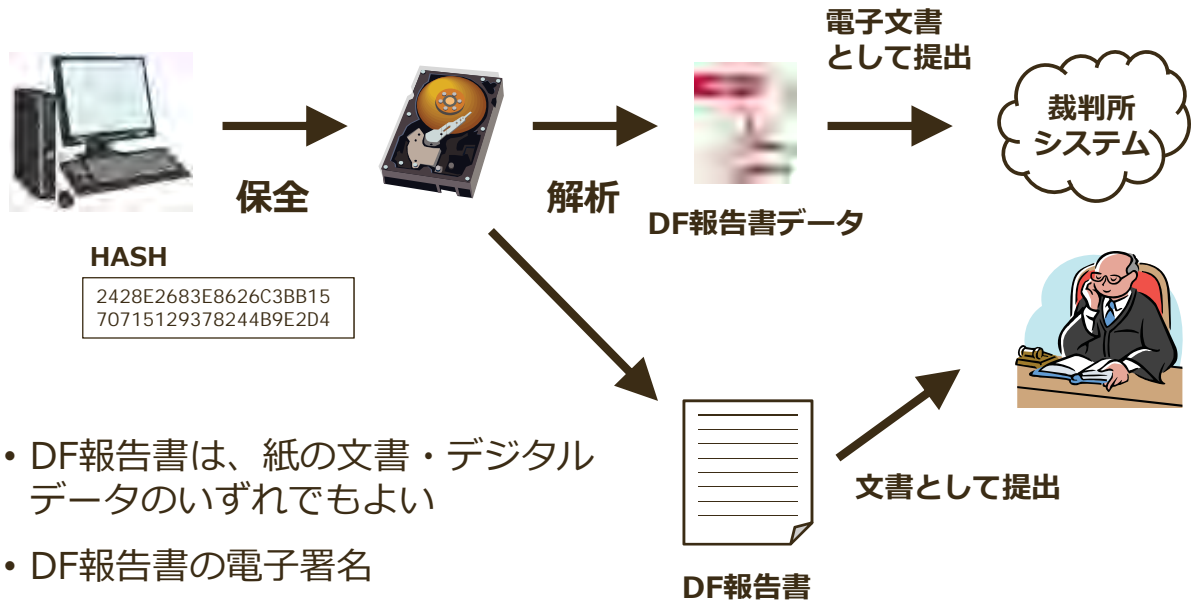 電子文書
として提出
裁判所
システム
保全
解析
DF報告書データ
HASH
2428E2683E8626C3BB15
70715129378244B9E2D4
• DF報告書は、紙の文書・デジタル
データのいずれでもよい
• DF報告書の電子署名
文書として提出
DF報告書